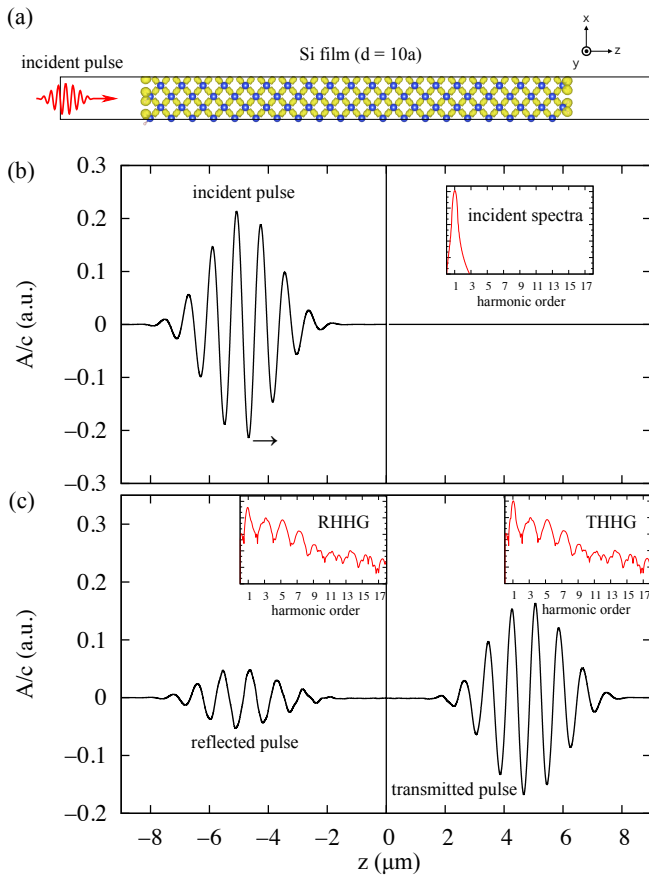 (a)
Si film (d = 10a)
incident pulse
x
y
z
(b)
0.3
0.2
0.1
0
−0.1
−0.2
−0.3
A/c (a.u.)
incident pulse
→
incident spectra
1 3 5 7 9 11 13 15 17
harmonic order
(c)
0.3
0.2
0.1
0
−0.1
0.2
A/c (a.u.)
RHHG
1 3 5 7 9 11 13 15 17
harmonic order
THHG
1 3 5 7 9 11 13 15 17
harmonic order
reflected pulse
transmitted pulse
−8 −6 −4 −2 0 2 4 6 8
z (μm)